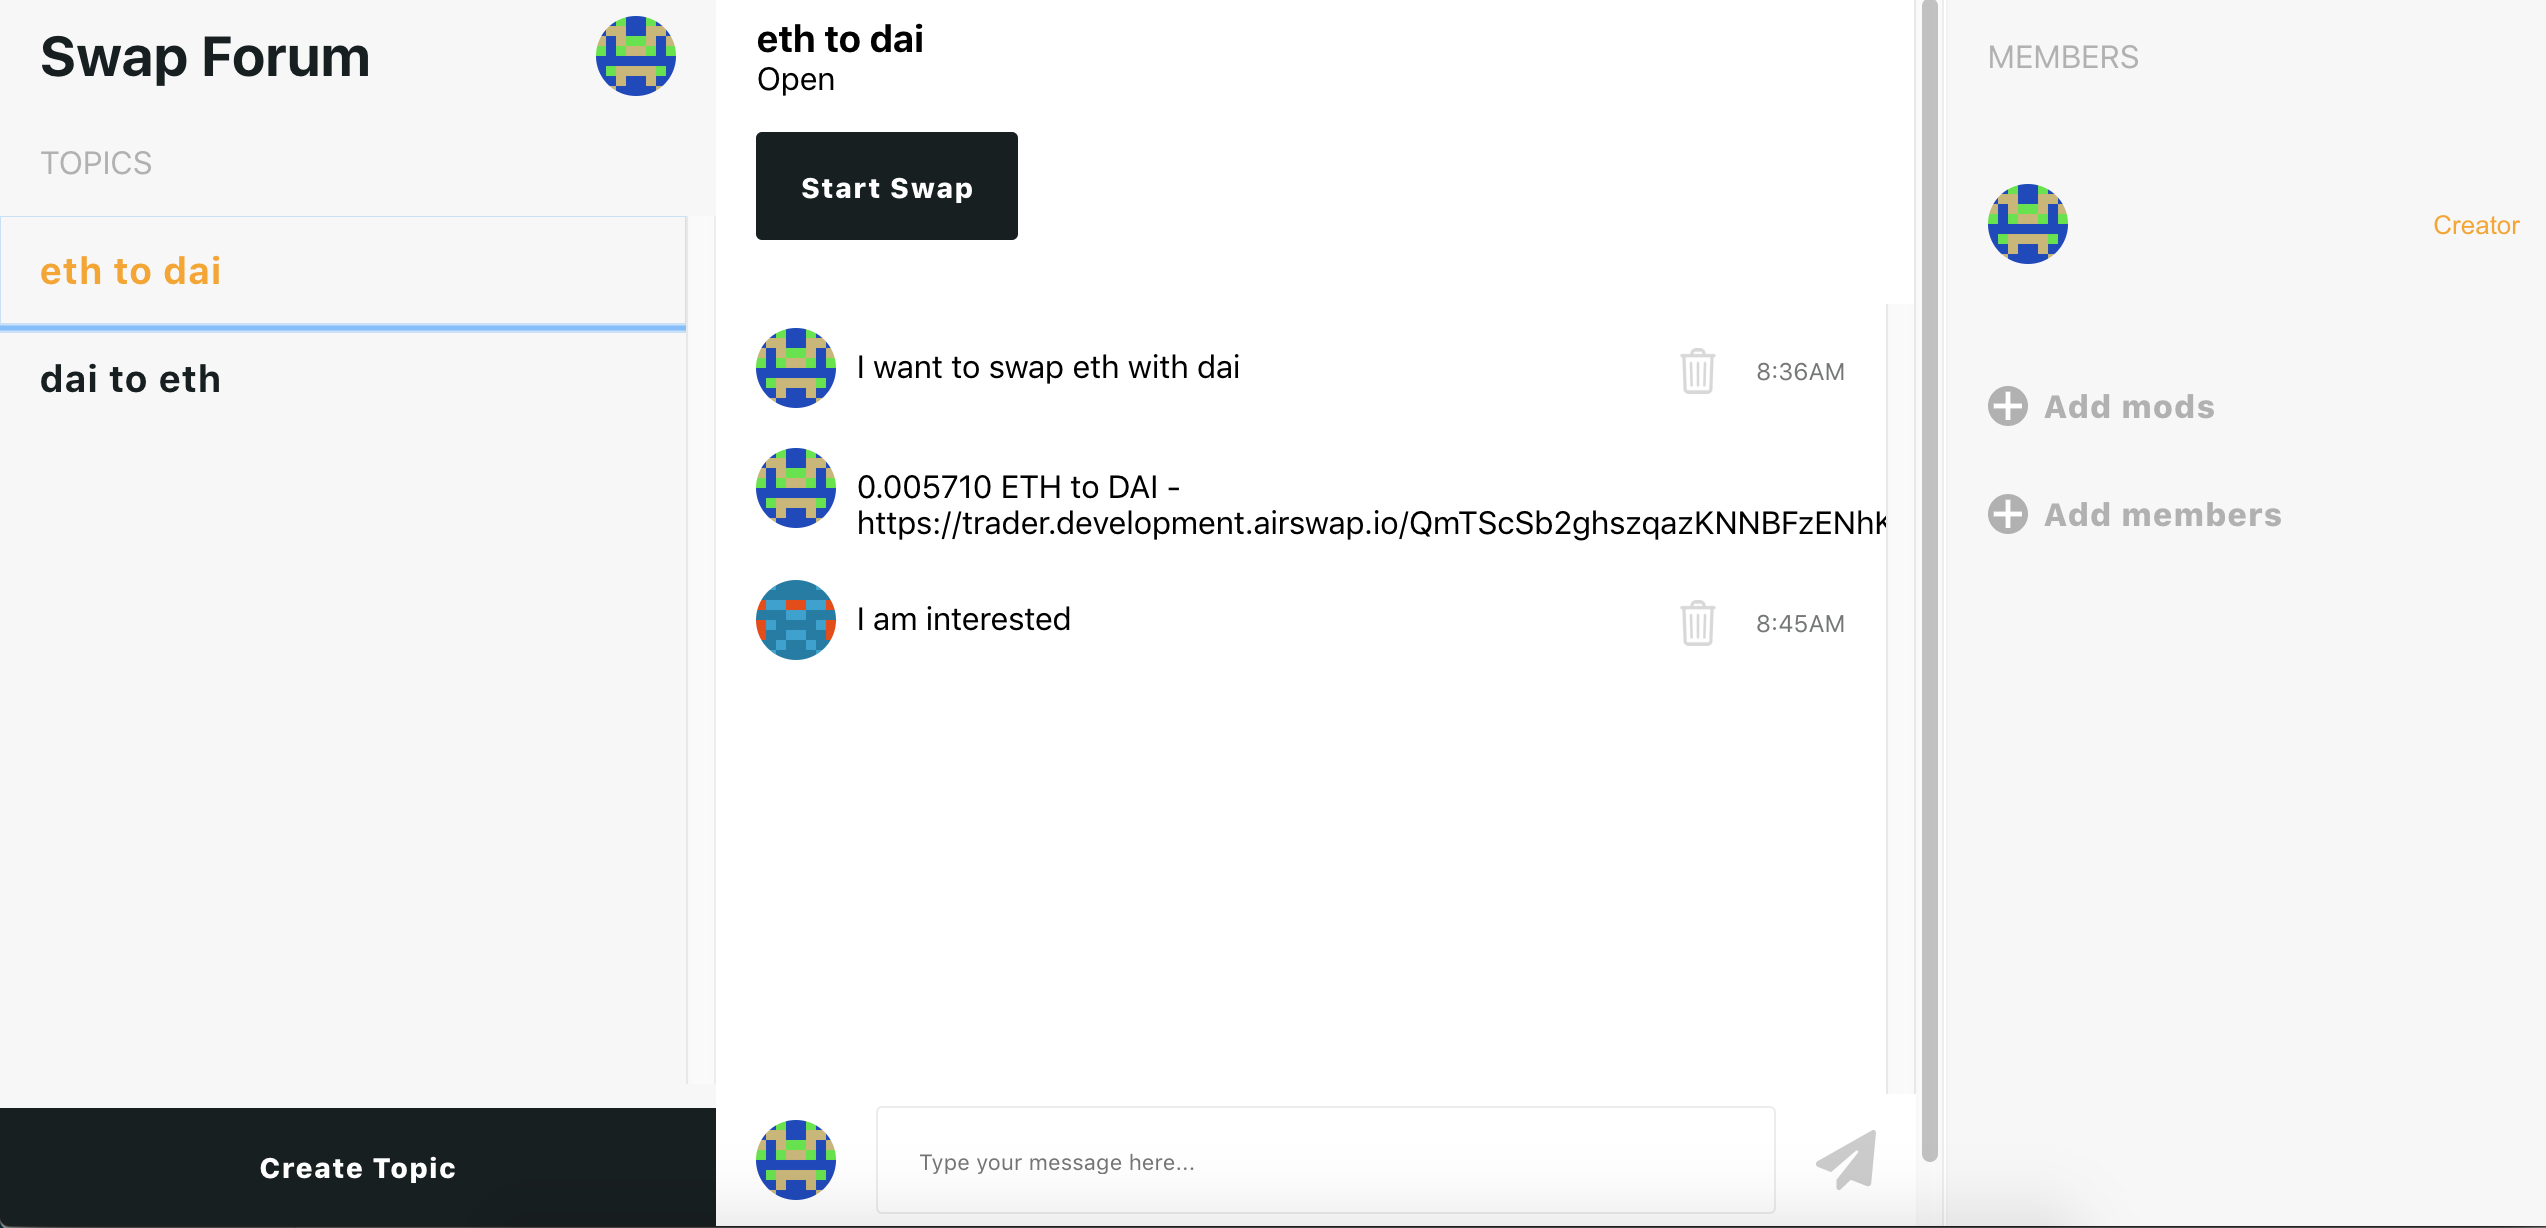 Swap Forum
TOPICS
eth to dai
dai to eth
Create Topic
eth to dai
Open
Start Swap
I want to swap eth with dai
8:36AM
0.005710 ETH to DAI -
https://trader.development.airswap.io/QmTScSb2ghszqazKNNBFzENhK
I am interested
8:45AM
Type your message here...
MEMBERS
Creator
Add mods
Add members